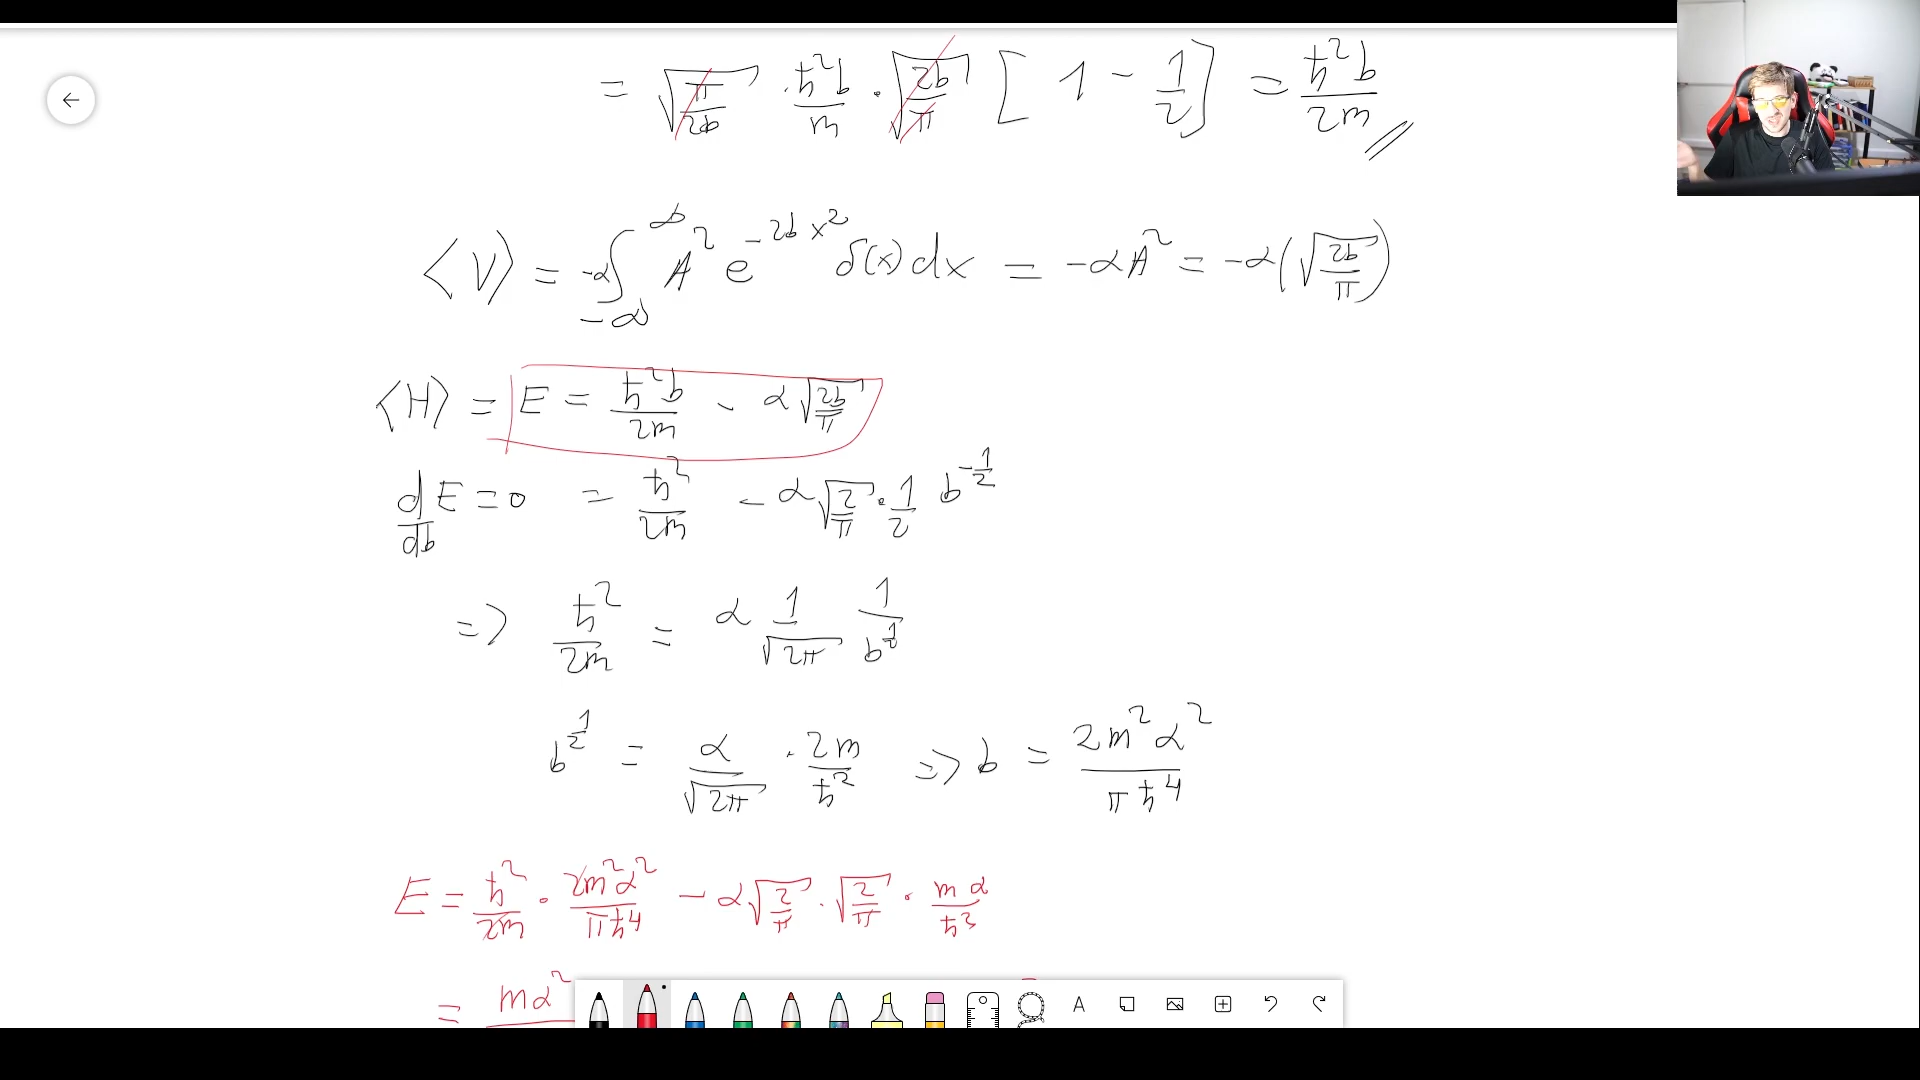 = √(π/2b) · ħ²b/m · √(2b/π) [ 1 - 1/2 ] = ħ²b/2m
⟨V⟩ = -α ∫_{-∞}^{∞} A² e^{-2bx²} δ(x) dx = -αA² = -α(√(2b/π))
⟨H⟩ = E = ħ²b/2m - α√(2b/π)
d/db E = 0 = ħ²/2m - α√(2/π) · 1/2 b^{-1/2}
=> ħ²/2m = α 1/√(2π) 1/b^{1/2}
b^{1/2} = α/√(2π) · 2m/ħ² => b = 2m²α²/πħ⁴
E = ħ²/2m · 2m²α²/πħ⁴ - α√(2/π) · √(2/π) · mα/ħ³
= mα²
A